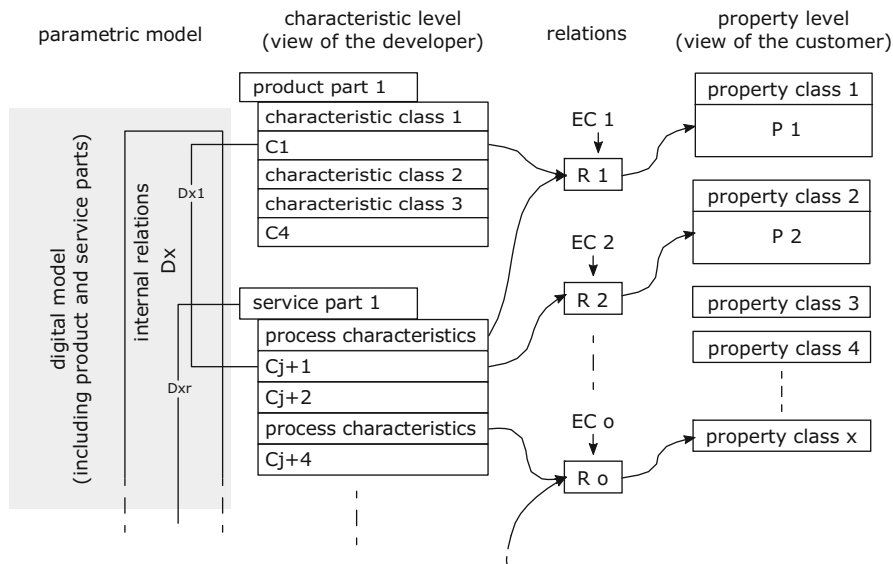 parametric model
characteristic level
(view of the developer)
relations
property level
(view of the customer)
digital model
(including product and service parts)
internal relations
Dx
Dx1
Dxr
product part 1
characteristic class 1
C1
characteristic class 2
characteristic class 3
C4
service part 1
process characteristics
Cj+1
Cj+2
process characteristics
Cj+4
EC 1
R 1
EC 2
R 2
EC o
R o
property class 1
P 1
property class 2
P 2
property class 3
property class 4
property class x